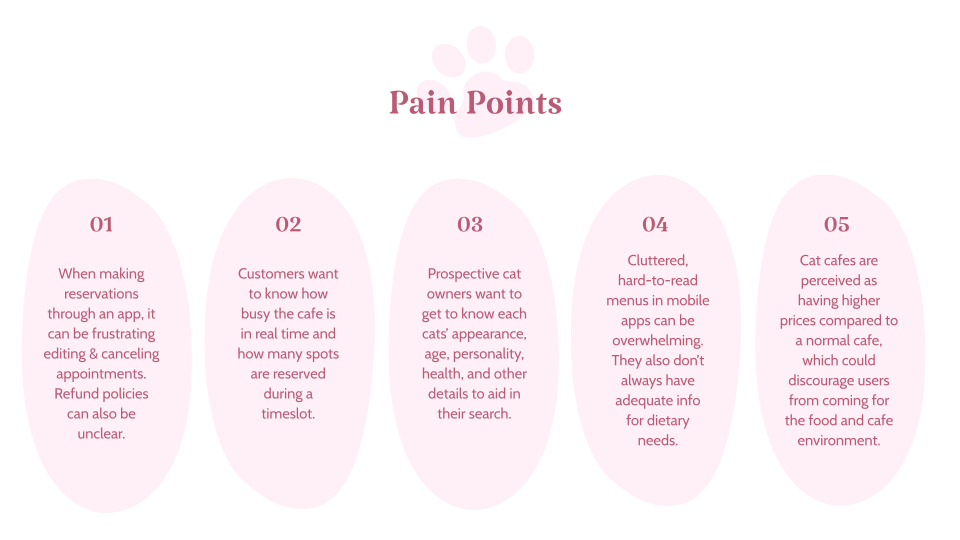 Pain Points
01
When making
reservations
through an app, it
can be frustrating
editing & canceling
appointments.
Refund policies
can also be
unclear.
02
Customers want
to know how
busy the cafe is
in real time and
how many spots
are reserved
during a
timeslot.
03
Prospective cat
owners want to
get to know each
cats' appearance,
age, personality,
health, and other
details to aid in
their search.
04
Cluttered,
hard-to-read
menus in mobile
apps can be
overwhelming.
They also don't
always have
adequate info
for dietary
needs.
05
Cat cafes are
perceived as
having higher
prices compared to
a normal cafe,
which could
discourage users
from coming for
the food and cafe
environment.